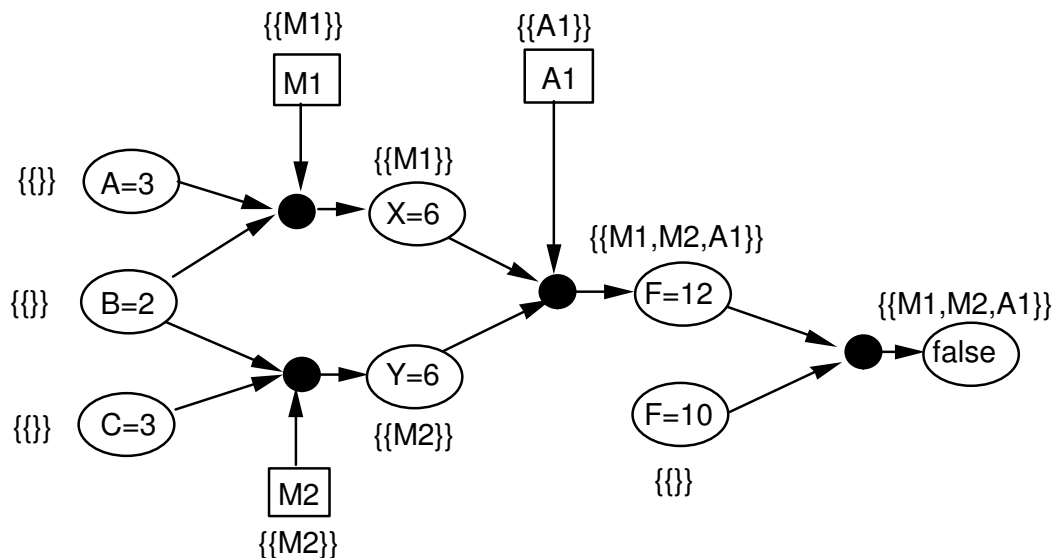 {{M1}}
{{A1}}
M1
A1
{{M1}}
{{}}
A=3
X=6
{{M1,M2,A1}}
{{}}
B=2
F=12
{{M1,M2,A1}}
false
Y=6
{{}}
C=3
F=10
{{M2}}
{{}}
M2
{{M2}}